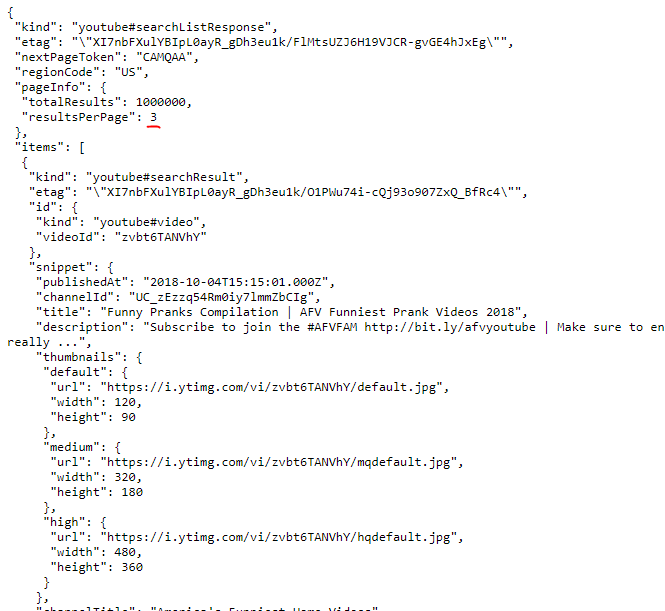 {
"kind": "youtube#searchListResponse",
"etag": "\"XI7nbFXulYBIpL0ayR_gDh3eu1k/FlMtsUZJ6H19VJCR-gvGE4hJxEg\"",
"nextPageToken": "CAMQAA",
"regionCode": "US",
"pageInfo": {
"totalResults": 1000000,
"resultsPerPage": 3
},
"items": [
{
"kind": "youtube#searchResult",
"etag": "\"XI7nbFXulYBIpL0ayR_gDh3eu1k/O1PWu74i-cQj93o907ZxQ_BfRc4\"",
"id": {
"kind": "youtube#video",
"videoId": "zvbt6TANVhY"
},
"snippet": {
"publishedAt": "2018-10-04T15:15:01.000Z",
"channelId": "UC_zEzzq54Rm0iy7lmmZbCIg",
"title": "Funny Pranks Compilation | AFV Funniest Prank Videos 2018",
"description": "Subscribe to join the #AFVFAM http://bit.ly/afvyoutube | Make sure to en
really ...",
"thumbnails": {
"default": {
"url": "https://i.ytimg.com/vi/zvbt6TANVhY/default.jpg",
"width": 120,
"height": 90
},
"medium": {
"url": "https://i.ytimg.com/vi/zvbt6TANVhY/mqdefault.jpg",
"width": 320,
"height": 180
},
"high": {
"url": "https://i.ytimg.com/vi/zvbt6TANVhY/hqdefault.jpg",
"width": 480,
"height": 360
}
},
"channelTitle": "America's Funniest Home Videos"